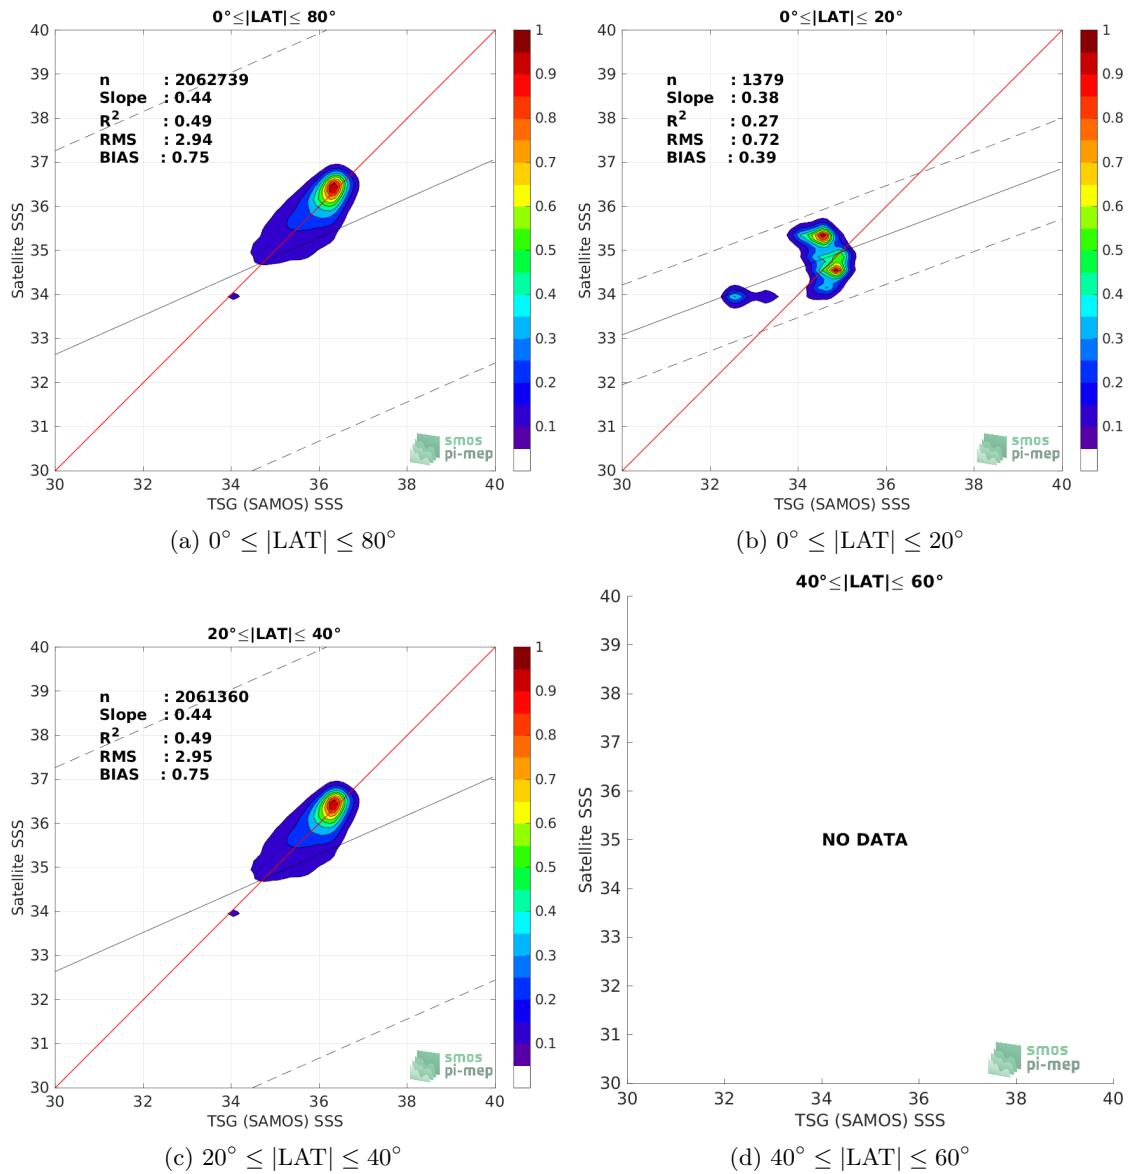 0°≤|LAT|≤ 80°
40
39
38
37
36
35
34
33
32
31
30
Satellite SSS
n : 2062739
Slope : 0.44
R2 : 0.49
RMS : 2.94
BIAS : 0.75
smos
pi-mep
30 32 34 36 38 40
TSG (SAMOS) SSS
1
0.9
0.8
0.7
0.6
0.5
0.4
0.3
0.2
0.1
(a) 0° ≤ |LAT| ≤ 80°
0°≤|LAT|≤ 20°
40
39
38
37
36
35
34
33
32
31
30
Satellite SSS
n : 1379
Slope : 0.38
R2 : 0.27
RMS : 0.72
BIAS : 0.39
smos
pi-mep
30 32 34 36 38 40
TSG (SAMOS) SSS
1
0.9
0.8
0.7
0.6
0.5
0.4
0.3
0.2
0.1
(b) 0° ≤ |LAT| ≤ 20°
20°≤|LAT|≤ 40°
40
39
38
37
36
35
34
33
32
31
30
Satellite SSS
n : 2061360
Slope : 0.44
R2 : 0.49
RMS : 2.95
BIAS : 0.75
smos
pi-mep
30 32 34 36 38 40
TSG (SAMOS) SSS
1
0.9
0.8
0.7
0.6
0.5
0.4
0.3
0.2
0.1
(c) 20° ≤ |LAT| ≤ 40°
40°≤|LAT|≤ 60°
40
39
38
37
36
35
34
33
32
31
30
Satellite SSS
NO DATA
smos
pi-mep
30 32 34 36 38 40
TSG (SAMOS) SSS
(d) 40° ≤ |LAT| ≤ 60°